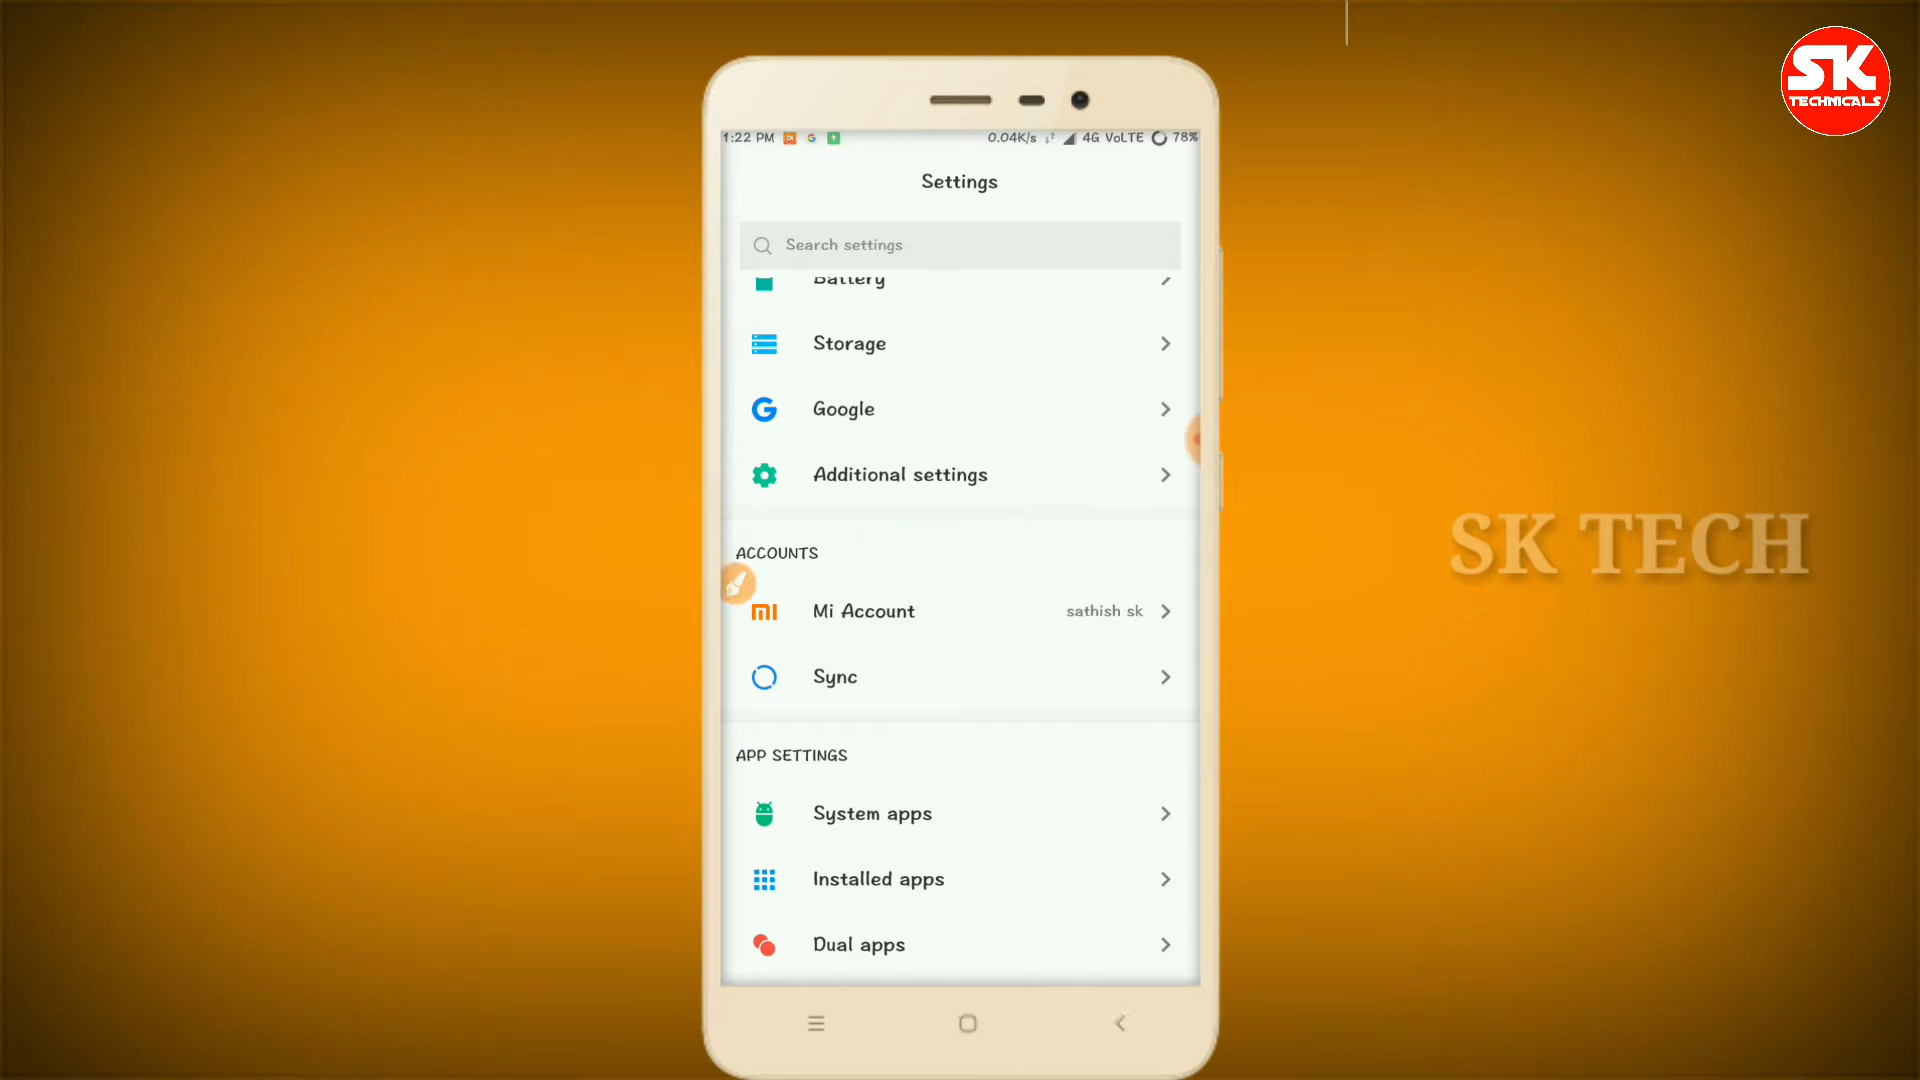 SK
TECHNICALS
1:22 PM 0.04K/s 4G VoLTE 78%
Settings
Search settings
Battery
Storage
Google
Additional settings
ACCOUNTS
Mi Account sathish sk
Sync
APP SETTINGS
System apps
Installed apps
Dual apps
SK TECH